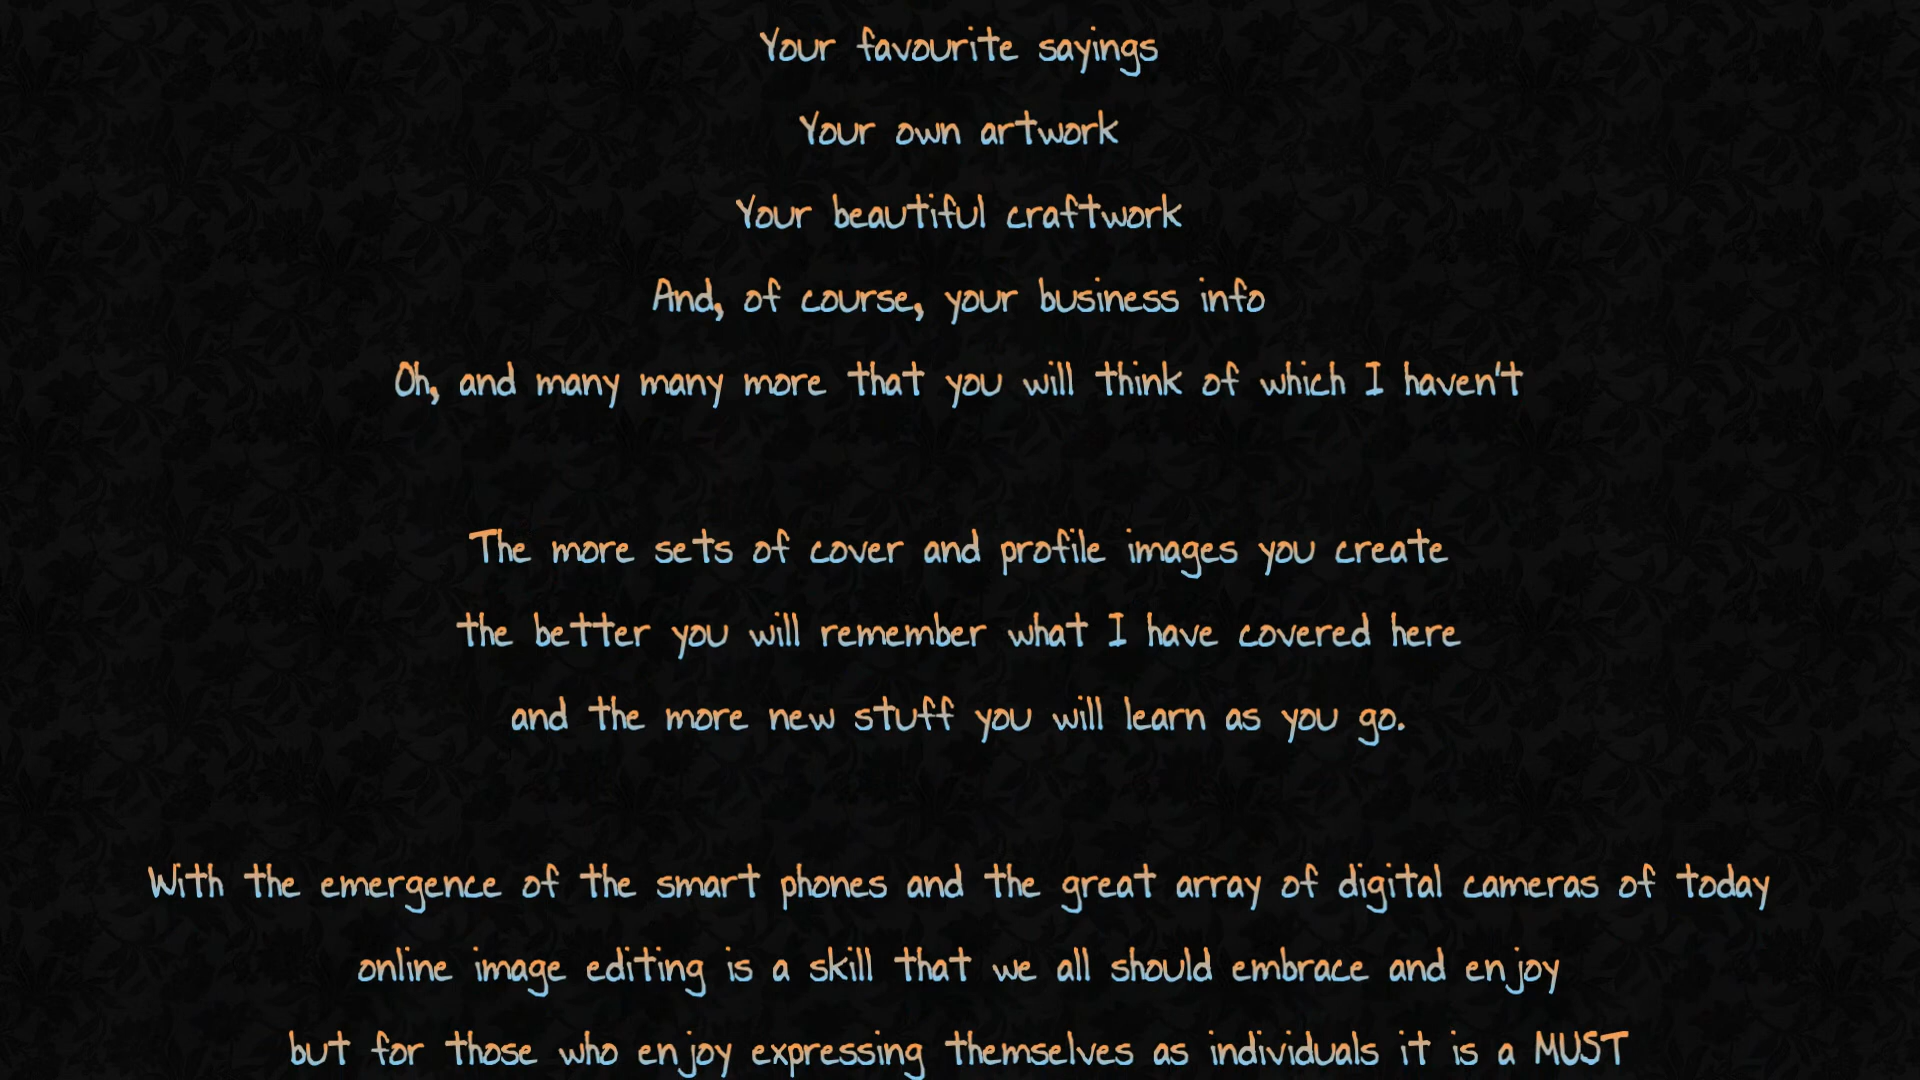 Your favourite sayings
Your own artwork
Your beautiful craftwork
And, of course, your business info
Oh, and many many more that you will think of which I haven't
The more sets of cover and profile images you create
the better you will remember what I have covered here
and the more new stuff you will learn as you go.
With the emergence of the smart phones and the great array of digital cameras of today
online image editing is a skill that we all should embrace and enjoy
but for those who enjoy expressing themselves as individuals it is a MUST